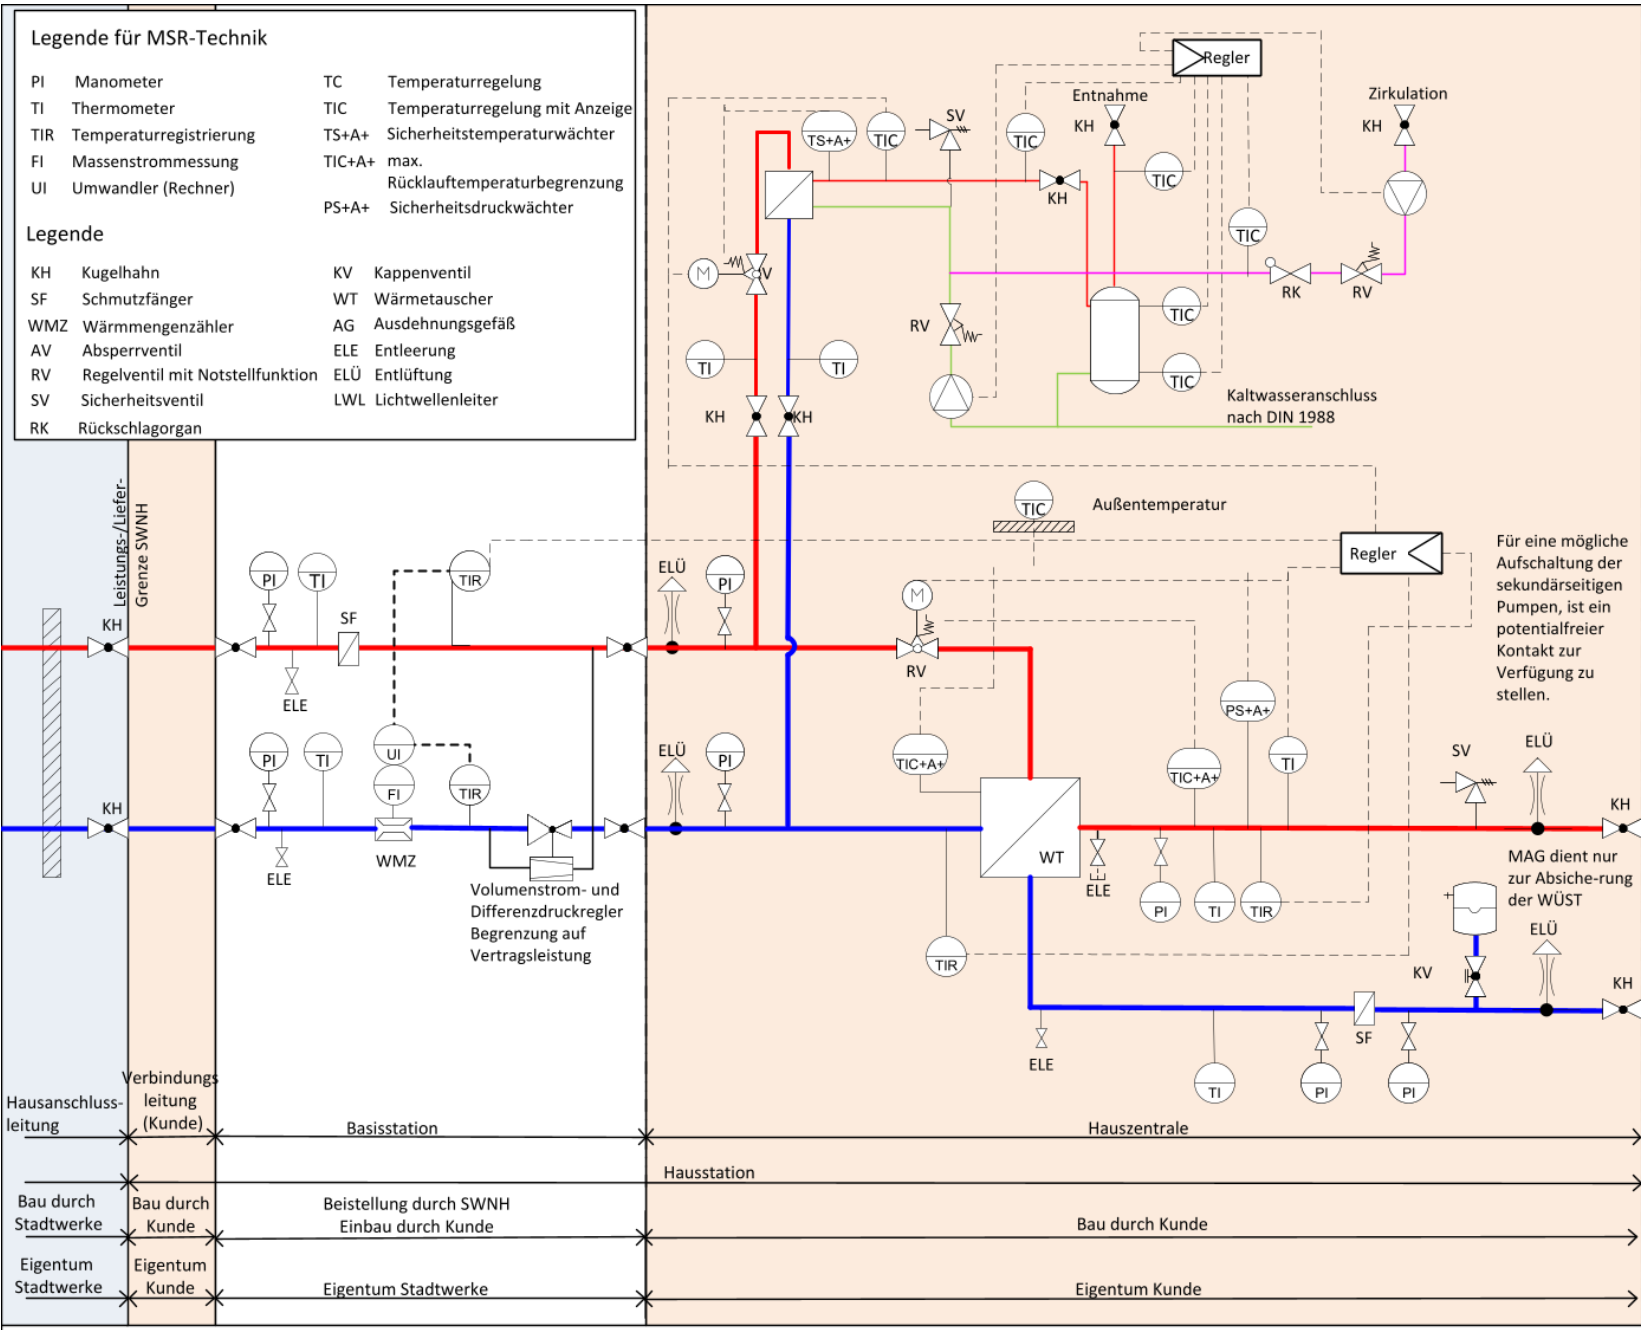 Legende für MSR-Technik
PI Manometer
TI Thermometer
TIR Temperaturregistrierung
FI Massenstrommessung
UI Umwandler (Rechner)
TC Temperaturregelung
TIC Temperaturregelung mit Anzeige
TS+A+ Sicherheitstemperaturwächter
TIC+A+ max.
Rücklauftemperaturbegrenzung
PS+A+ Sicherheitsdruckwächter
Legende
KH Kugelhahn
SF Schmutzfänger
WMZ Wärmmengenzähler
AV Absperrventil
RV Regelventil mit Notstellfunktion
SV Sicherheitsventil
RK Rückschlagorgan
KV Kappenventil
WT Wärmetauscher
AG Ausdehnungsgefäß
ELE Entleerung
ELÜ Entlüftung
LWL Lichtwellenleiter
Regler
Entnahme
KH
Zirkulation
KH
SV
TS+A+
TIC
TIC
TIC
KH
TIC
M
V
RK
RV
RV
TIC
TI
TI
TIC
KH
KH
Kaltwasseranschluss
nach DIN 1988
Leistungs-/Liefer-
Grenze SWNH
TIC
Außentemperatur
Regler
Für eine mögliche
Aufschaltung der
sekundärseitigen
Pumpen, ist ein
potentialfreier
Kontakt zur
Verfügung zu
stellen.
PI
TI
TIR
ELÜ
PI
M
KH
SF
RV
ELE
PS+A+
PI
TI
UI
FI
TIR
ELÜ
PI
TIC+A+
TIC+A+
TI
SV
ELÜ
KH
KH
WMZ
ELE
WT
ELE
PI
TI
TIR
MAG dient nur
zur Absiche-rung
der WÜST
Volumenstrom- und
Differenzdruckregler
Begrenzung auf
Vertragsleistung
TIR
ELÜ
KV
KH
SF
ELE
TI
PI
PI
Hausanschluss-
leitung
Verbindungs
leitung
(Kunde)
Basisstation
Hauszentrale
Hausstation
Bau durch
Stadtwerke
Bau durch
Kunde
Beistellung durch SWNH
Einbau durch Kunde
Bau durch Kunde
Eigentum
Stadtwerke
Eigentum
Kunde
Eigentum Stadtwerke
Eigentum Kunde